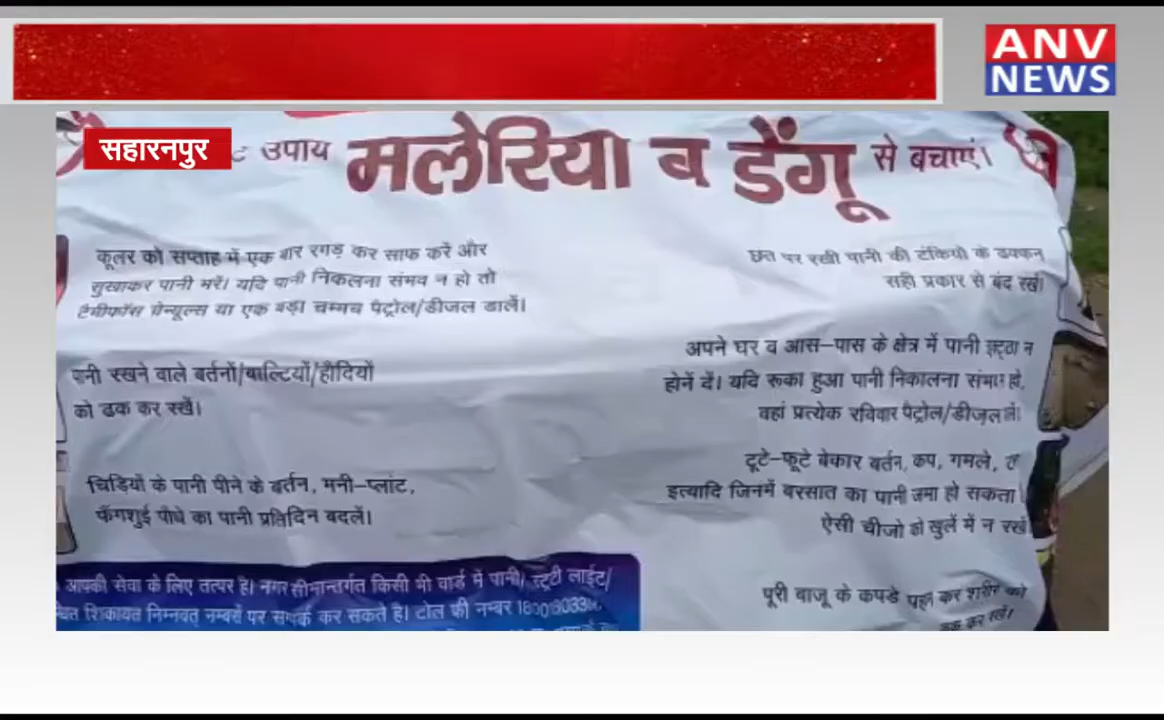 ANV
NEWS
सहारनपुर
उपाय मलेरिया व डेंगू से बचाएं।
कूलर को सप्ताह में एक बार रगड़ कर साफ करें और
सुखाकर पानी भरें। यदि पानी निकलना संभव न हो तो
टैमीफॉस ग्रेन्यूल्स या एक बड़ा चम्मच पैट्रोल/डीजल डालें।
रखने वाले बर्तनों/बाल्टियों/हौदियों
को ढक कर रखें।
चिड़ियों के पानी पीने के बर्तन, मनी-प्लांट,
फेंगशुई पौधे का पानी प्रतिदिन बदलें।
छत पर रखी पानी की टंकियों के ढक्कन
सही प्रकार से बंद रखें।
अपने घर व आस-पास के क्षेत्र में पानी न
होनें दें। यदि रूका हुआ पानी निकालना हो,
वहां प्रत्येक रविवार पैट्रोल/डीजल
टूटे-फूटे बेकार बर्तन, कप, गमले,
इत्यादि जिनमें बरसात का पानी जमा हो सकता
ऐसी चीजो को खुलें में न रखें
पूरी बाजू के कपडे पहन कर शरीर को
ढक कर रखें।
आपकी सेवा के लिए तत्पर है। नगर सीमान्तर्गत किसी भी वार्ड में पानी, स्ट्रटी लाईट/
शिकायत निम्नवत् नम्बरों पर सम्पर्क कर सकते है। टोल की नम्बर